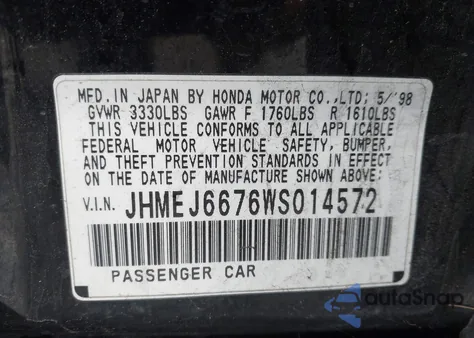 MFD. IN JAPAN BY HONDA MOTOR CO.,LTD; 5/'98
GVWR 3330LBS GAWR F 1760LBS R 1610LBS
THIS VEHICLE CONFORMS TO ALL APPLICABLE
FEDERAL MOTOR VEHICLE SAFETY, BUMPER,
AND THEFT PREVENTION STANDARDS IN EFFECT
ON THE DATE OF MANUFACTURE SHOWN ABOVE.
V.I.N. JHMEJ6676WS014572
PASSENGER CAR
autoSnap